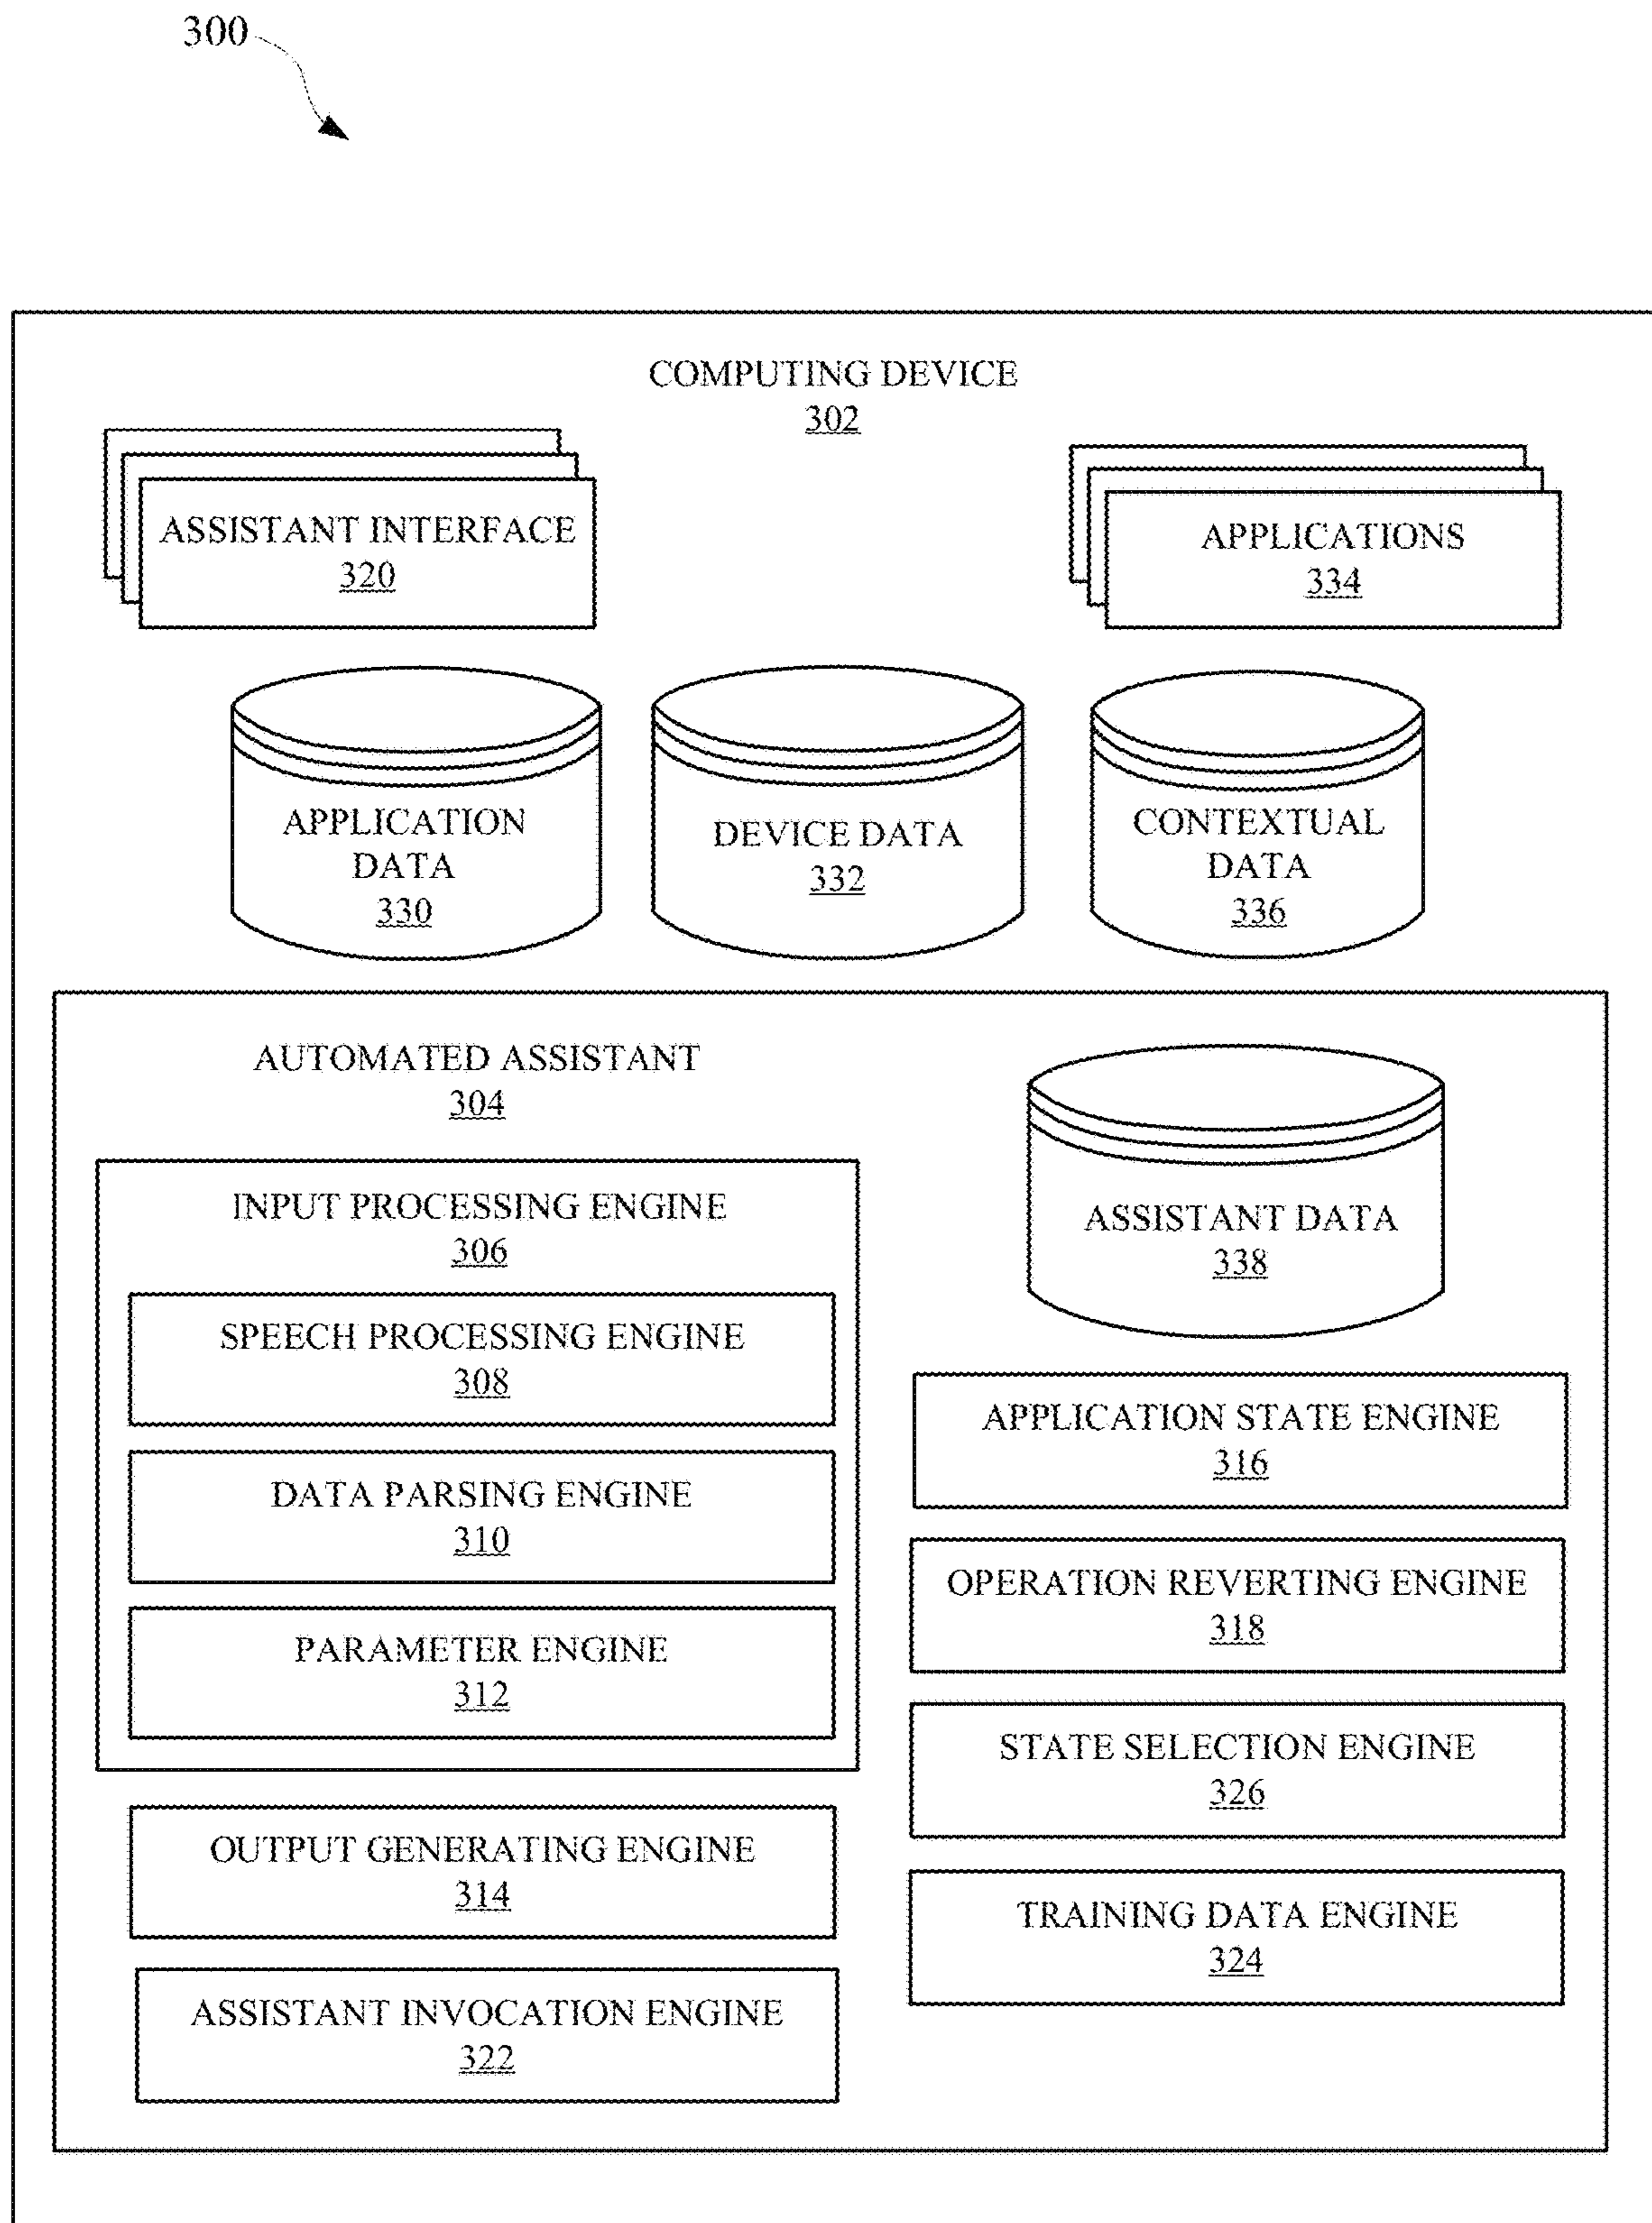 300
COMPUTING DEVICE
302
ASSISTANT INTERFACE
320
APPLICATIONS
334
APPLICATION
DATA
330
DEVICE DATA
332
CONTEXTUAL
DATA
336
AUTOMATED ASSISTANT
304
INPUT PROCESSING ENGINE
306
SPEECH PROCESSING ENGINE
308
DATA PARSING ENGINE
310
PARAMETER ENGINE
312
OUTPUT GENERATING ENGINE
314
ASSISTANT INVOCATION ENGINE
322
ASSISTANT DATA
338
APPLICATION STATE ENGINE
316
OPERATION REVERTING ENGINE
318
STATE SELECTION ENGINE
326
TRAINING DATA ENGINE
324